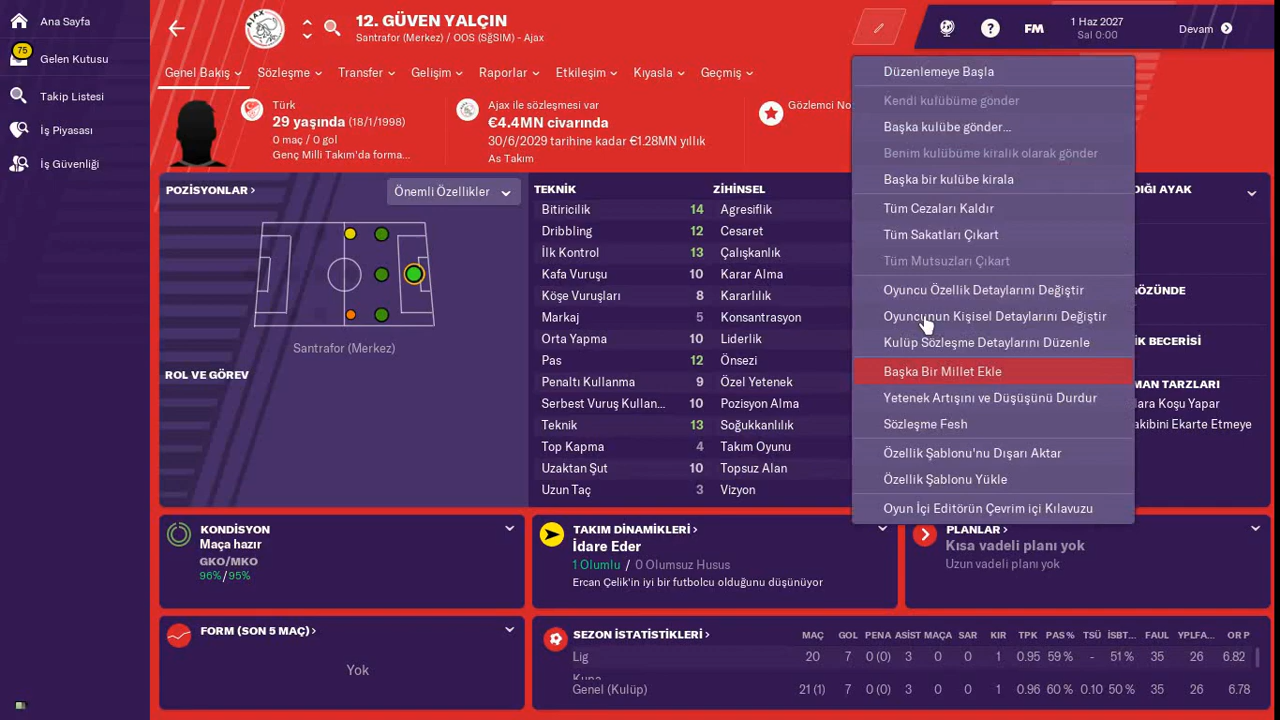 Ana Sayfa
75
Gelen Kutusu
Takip Listesi
İş Piyasası
İş Güvenliği
AJAX
12. GÜVEN YALÇIN
Santrafor (Merkez) / OOS (SğSlM) - Ajax
FM
1 Haz 2027
Sal 0:00
Devam
Genel Bakış
Sözleşme
Transfer
Gelişim
Raporlar
Etkileşim
Kıyasla
Geçmiş
Türk
29 yaşında (18/1/1998)
0 maç / 0 gol
Genç Milli Takım'da forma...
Ajax ile sözleşmesi var
€4.4MN civarında
30/6/2029 tarihine kadar €1.28MN yıllık
As Takım
Gözlemci No
Düzenlemeye Başla
Kendi kulübüme gönder
Başka kulübe gönder...
Benim kulübüme kiralık olarak gönder
Başka bir kulübe kirala
Tüm Cezaları Kaldır
Tüm Sakatları Çıkart
Tüm Mutsuzları Çıkart
Oyuncu Özellik Detaylarını Değiştir
Oyuncunun Kişisel Detaylarını Değiştir
Kulüp Sözleşme Detaylarını Düzenle
Başka Bir Millet Ekle
Yetenek Artışını ve Düşüşünü Durdur
Sözleşme Fesh
Özellik Şablonu'nu Dışarı Aktar
Özellik Şablonu Yükle
Oyun İçi Editörün Çevrim içi Kılavuzu
POZİSYONLAR
Önemli Özellikler
Santrafor (Merkez)
ROL VE GÖREV
TEKNİK
Bitiricilik 14
Dribbling 12
İlk Kontrol 13
Kafa Vuruşu 10
Köşe Vuruşları 8
Markaj 5
Orta Yapma 10
Pas 12
Penaltı Kullanma 9
Serbest Vuruş Kullan... 10
Teknik 13
Top Kapma 4
Uzaktan Şut 10
Uzun Taç 3
ZİHİNSEL
Agresiflik
Cesaret
Çalışkanlık
Karar Alma
Kararlılık
Konsantrasyon
Liderlik
Önsezi
Özel Yetenek
Pozisyon Alma
Soğukkanlılık
Takım Oyunu
Topsuz Alan
Vizyon
DIĞI AYAK
GÖZÜNDE
İK BECERİSİ
MAN TARZLARI
lara Koşu Yapar
akibini Ekarte Etmeye
KONDİSYON
Maça hazır
GKO/MKO
96%/95%
TAKIM DİNAMİKLERİ
İdare Eder
1 Olumlu / 0 Olumsuz Husus
Ercan Çelik'in iyi bir futbolcu olduğunu düşünüyor
PLANLAR
Kısa vadeli planı yok
Uzun vadeli planı yok
FORM (SON 5 MAÇ)
Yok
SEZON İSTATİSTİKLERİ
MAÇ GOL PENA ASİST MAÇA SAR KIR TPK PAS % TSÜ İSBT... FAUL YPLFA... OR P
Lig 20 7 0 (0) 3 0 0 1 0.95 59 % - 51 % 35 26 6.82
Kupa
Genel (Kulüp) 21 (1) 7 0 (0) 3 0 0 1 0.96 60 % 0.10 50 % 35 26 6.78